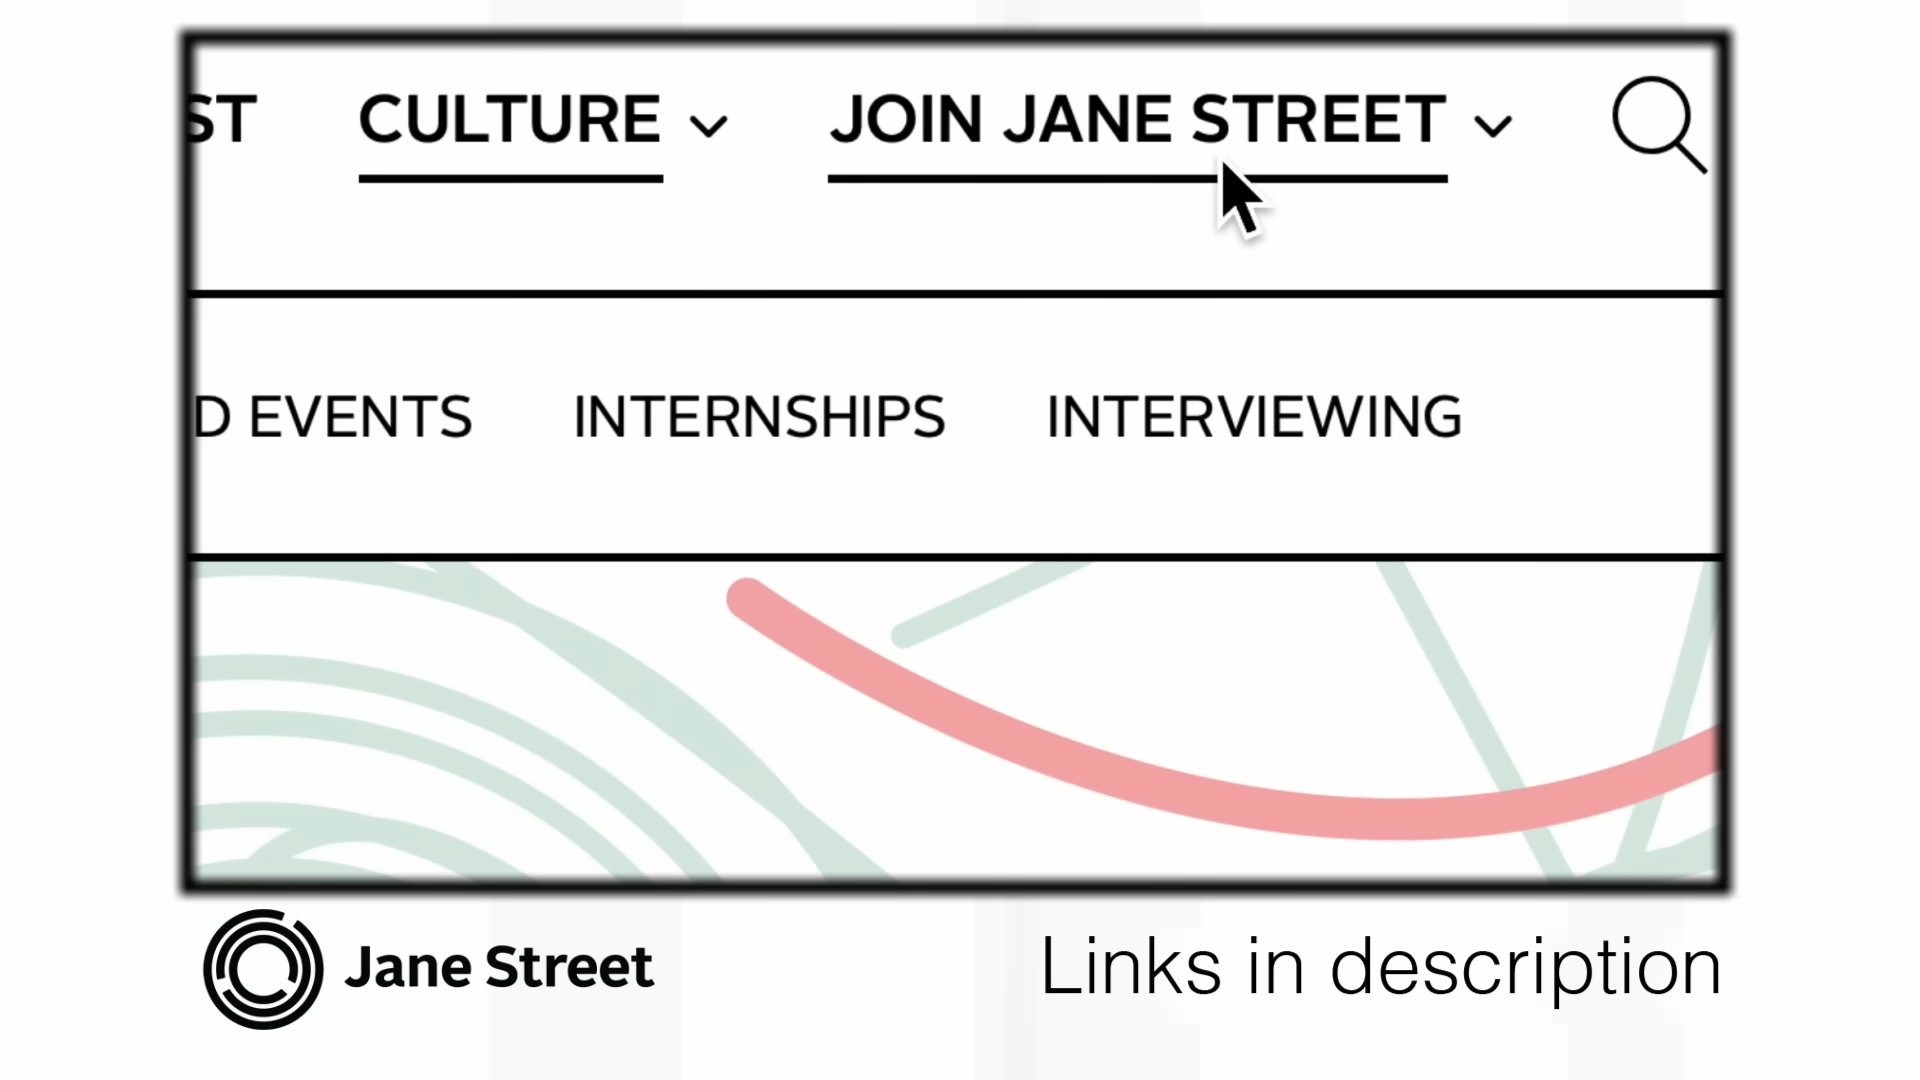 ST CULTURE JOIN JANE STREET
D EVENTS INTERNSHIPS INTERVIEWING
Jane Street Links in description